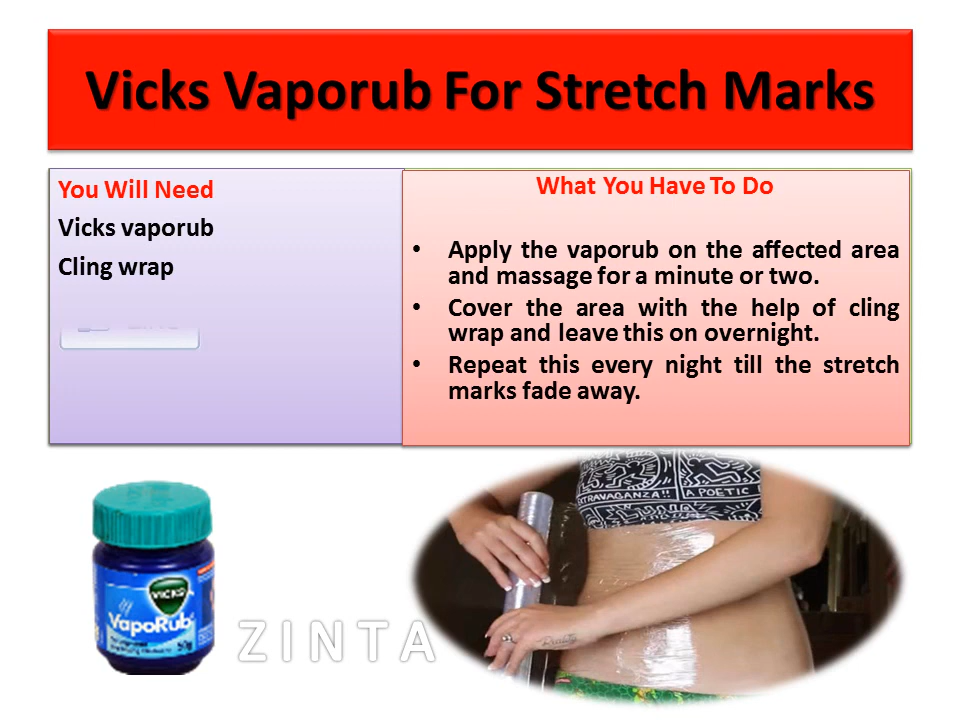 Vicks Vaporub For Stretch Marks
You Will Need
Vicks vaporub
Cling wrap
What You Have To Do
• Apply the vaporub on the affected area
and massage for a minute or two.
• Cover the area with the help of cling
wrap and leave this on overnight.
• Repeat this every night till the stretch
marks fade away.
VICKS
VapoRub
50g
XTRAVAGANZA!! A POETIC
ZINTA